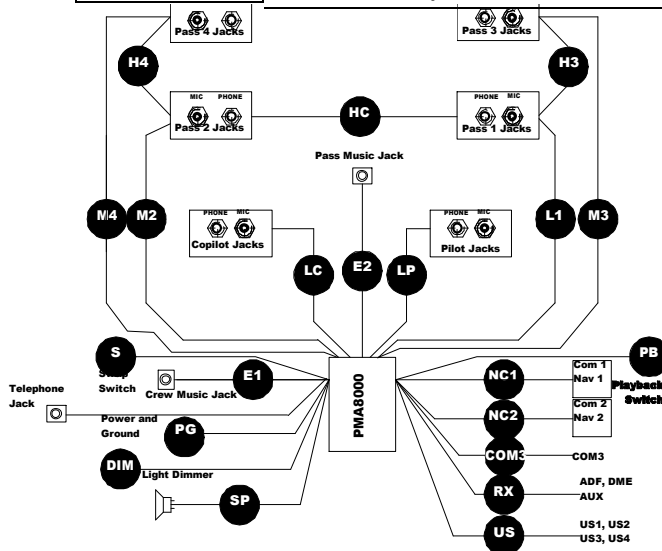 Pass 4 Jacks
Pass 3 Jacks
H4
H3
MIC PHONE
PHONE MIC
HC
Pass 2 Jacks
Pass 1 Jacks
Pass Music Jack
M4
M2
L1
M3
PHONE MIC
PHONE MIC
Copilot Jacks
Pilot Jacks
LC
E2
LP
S
PB
Swap
Switch
Crew Music Jack
E1
NC1
Com 1
Nav 1
Playback
Switch
Telephone
Jack
PMA8000
Power and
Ground
PG
NC2
Com 2
Nav 2
DIM
Light Dimmer
COM3
COM3
RX
ADF, DME
AUX
SP
US
US1, US2
US3, US4